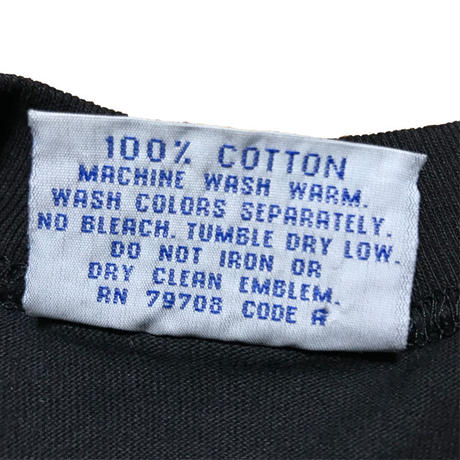 100% COTTON
MACHINE WASH WARM.
WASH COLORS SEPARATELY.
NO BLEACH. TUMBLE DRY LOW.
DO NOT IRON OR
DRY CLEAN EMBLEM.
RN 79708 CODE A